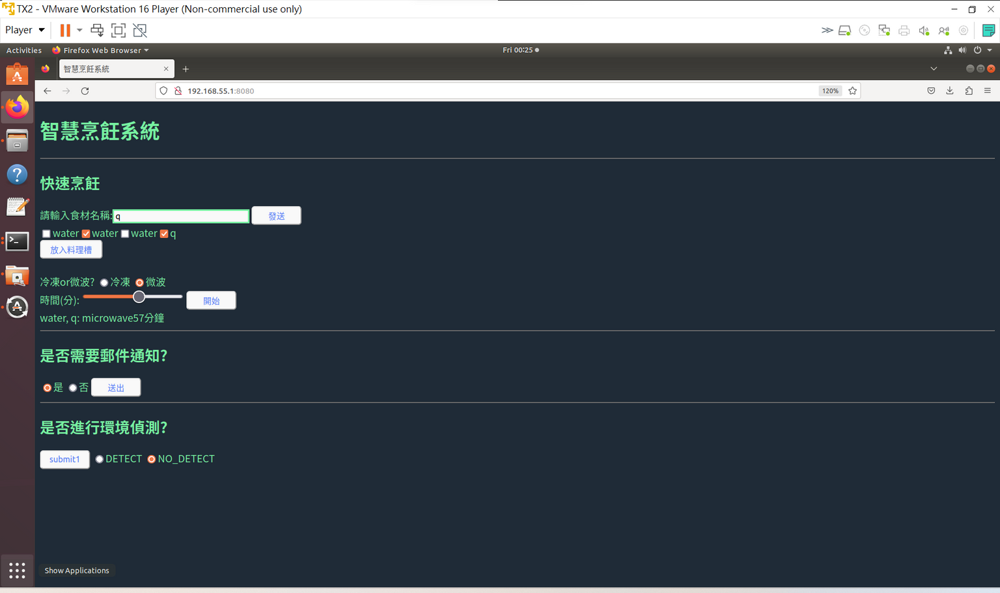 TX2 - VMware Workstation 16 Player (Non-commercial use only)
Player
Activities Firefox Web Browser Fri 00:25
智慧烹飪系統
192.168.55.1:8080 120%
智慧烹飪系統
快速烹飪
請輸入食材名稱: q 發送
water water water q
放入料理槽
冷凍or微波? 冷凍 微波
時間(分): 開始
water, q: microwave57分鐘
是否需要郵件通知?
是 否 送出
是否進行環境偵測?
submit1 DETECT NO_DETECT
Show Applications